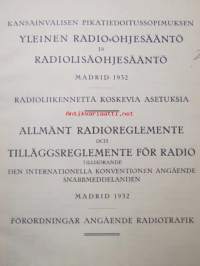 KANSAINVÄLISEN PIKATIEDOITUSSOPIMUKSEN
YLEINEN RADIO-OHJESÄÄNTÖ
JA
RADIOLISÄOHJESÄÄNTÖ
MADRID 1932
RADIOLIIKENNETTÄ KOSKEVIA ASETUKSIA
ALLMÄNT RADIOREGLEMENTE
OCH
TILLÄGGSREGLEMENTE FÖR RADIO
TILLHÖRANDE
DEN INTERNATIONELLA KONVENTIONEN ANGÅENDE
SNABBMEDDELANDEN
MADRID 1932
FÖRORDNINGAR ANGÅENDE RADIOTRAFIK